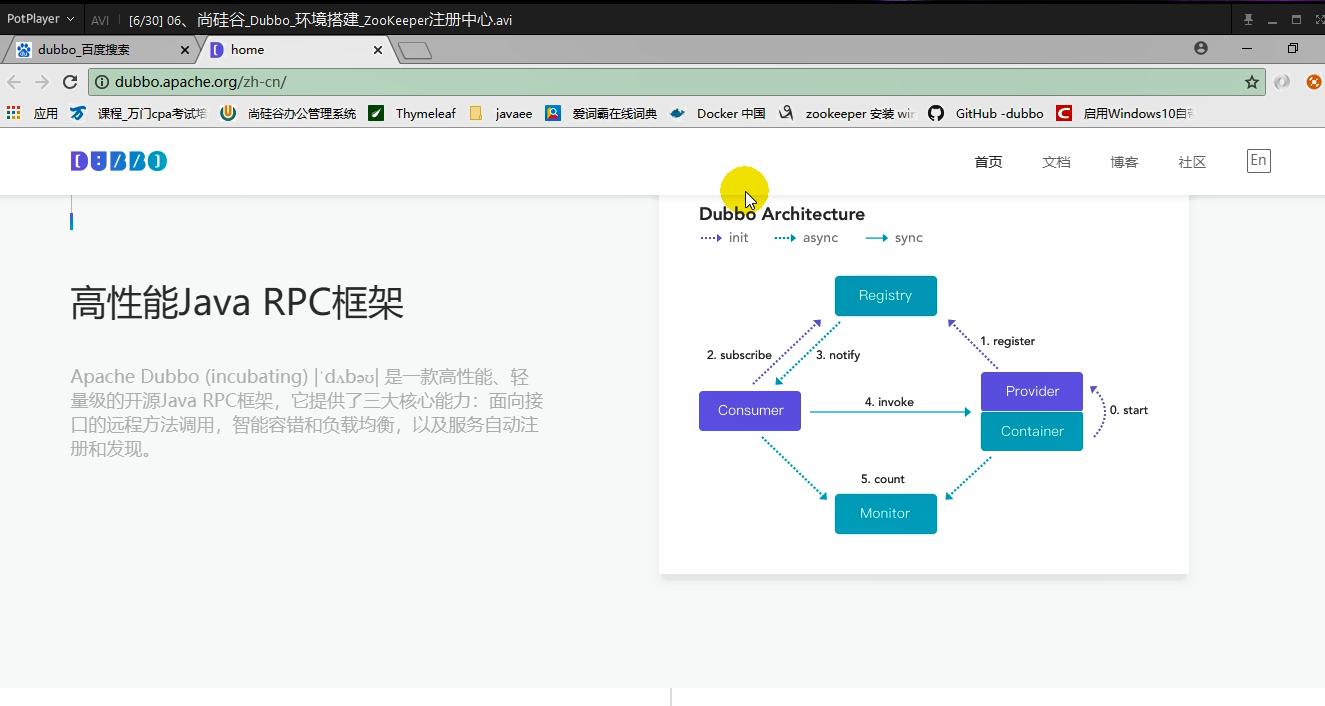 PotPlayer AVI [6/30] 06、尚硅谷_Dubbo_环境搭建_ZooKeeper注册中心.avi
dubbo_百度搜索 home
dubbo.apache.org/zh-cn/
应用 课程_万门cpa考试培 尚硅谷办公管理系统 Thymeleaf javaee 爱词霸在线词典 Docker 中国 zookeeper 安装 win GitHub -dubbo 启用Windows10自带
DUBBO 首页 文档 博客 社区 En
Dubbo Architecture
init async sync
高性能Java RPC框架
Apache Dubbo (incubating) |ˈdʌbəʊ| 是一款高性能、轻
量级的开源Java RPC框架，它提供了三大核心能力：面向接
口的远程方法调用，智能容错和负载均衡，以及服务自动注
册和发现。
Registry
1. register
2. subscribe
3. notify
Provider
4. invoke
Consumer
0. start
Container
5. count
Monitor